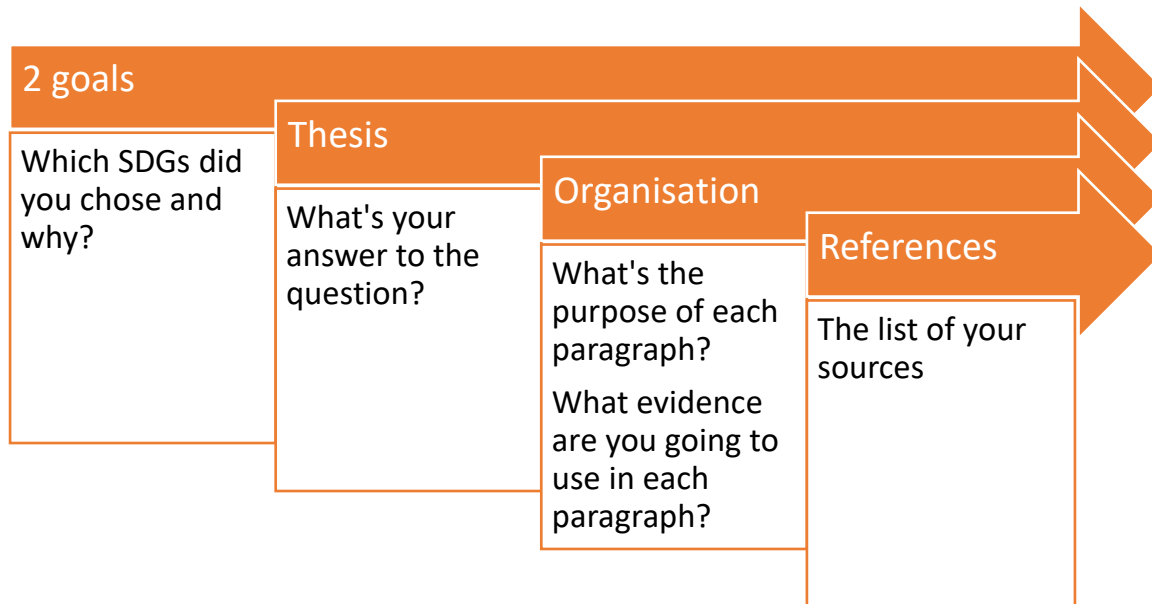 2 goals
Which SDGs did
you chose and
why?
Thesis
What's your
answer to the
question?
Organisation
What's the
purpose of each
paragraph?
What evidence
are you going to
use in each
paragraph?
References
The list of your
sources